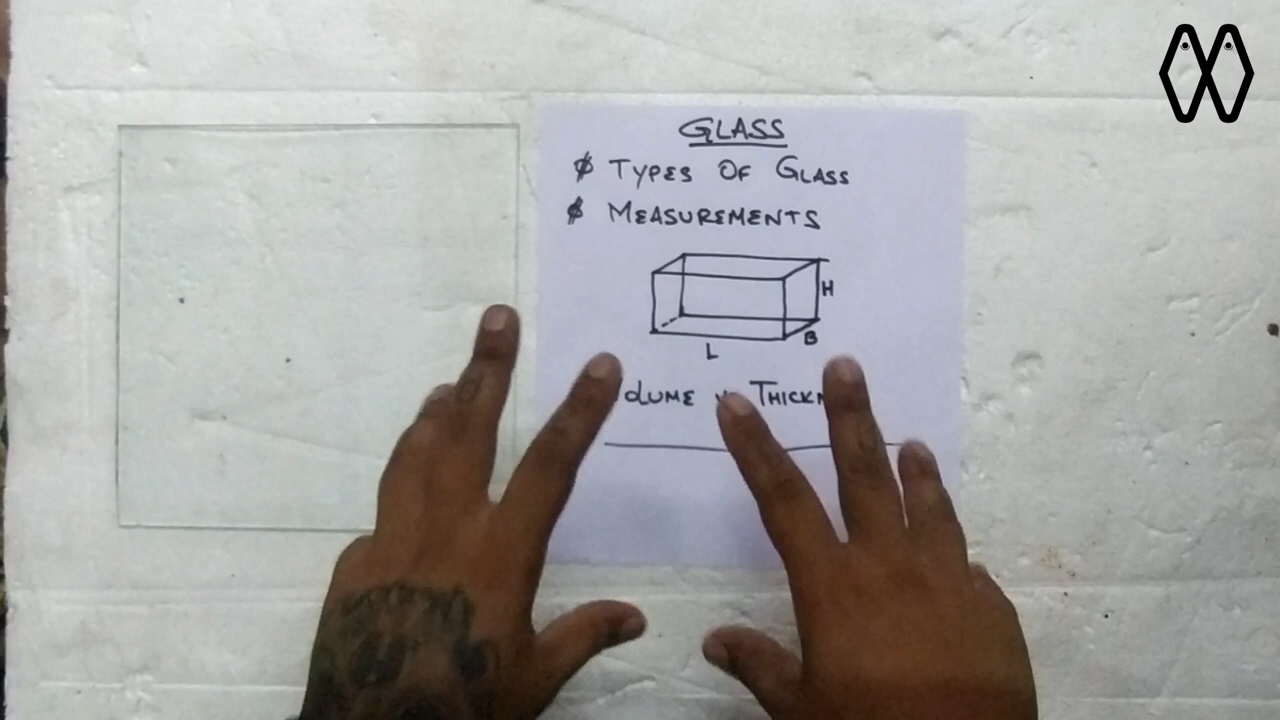 GLASS
TYPES OF GLASS
MEASUREMENTS
H
B
L